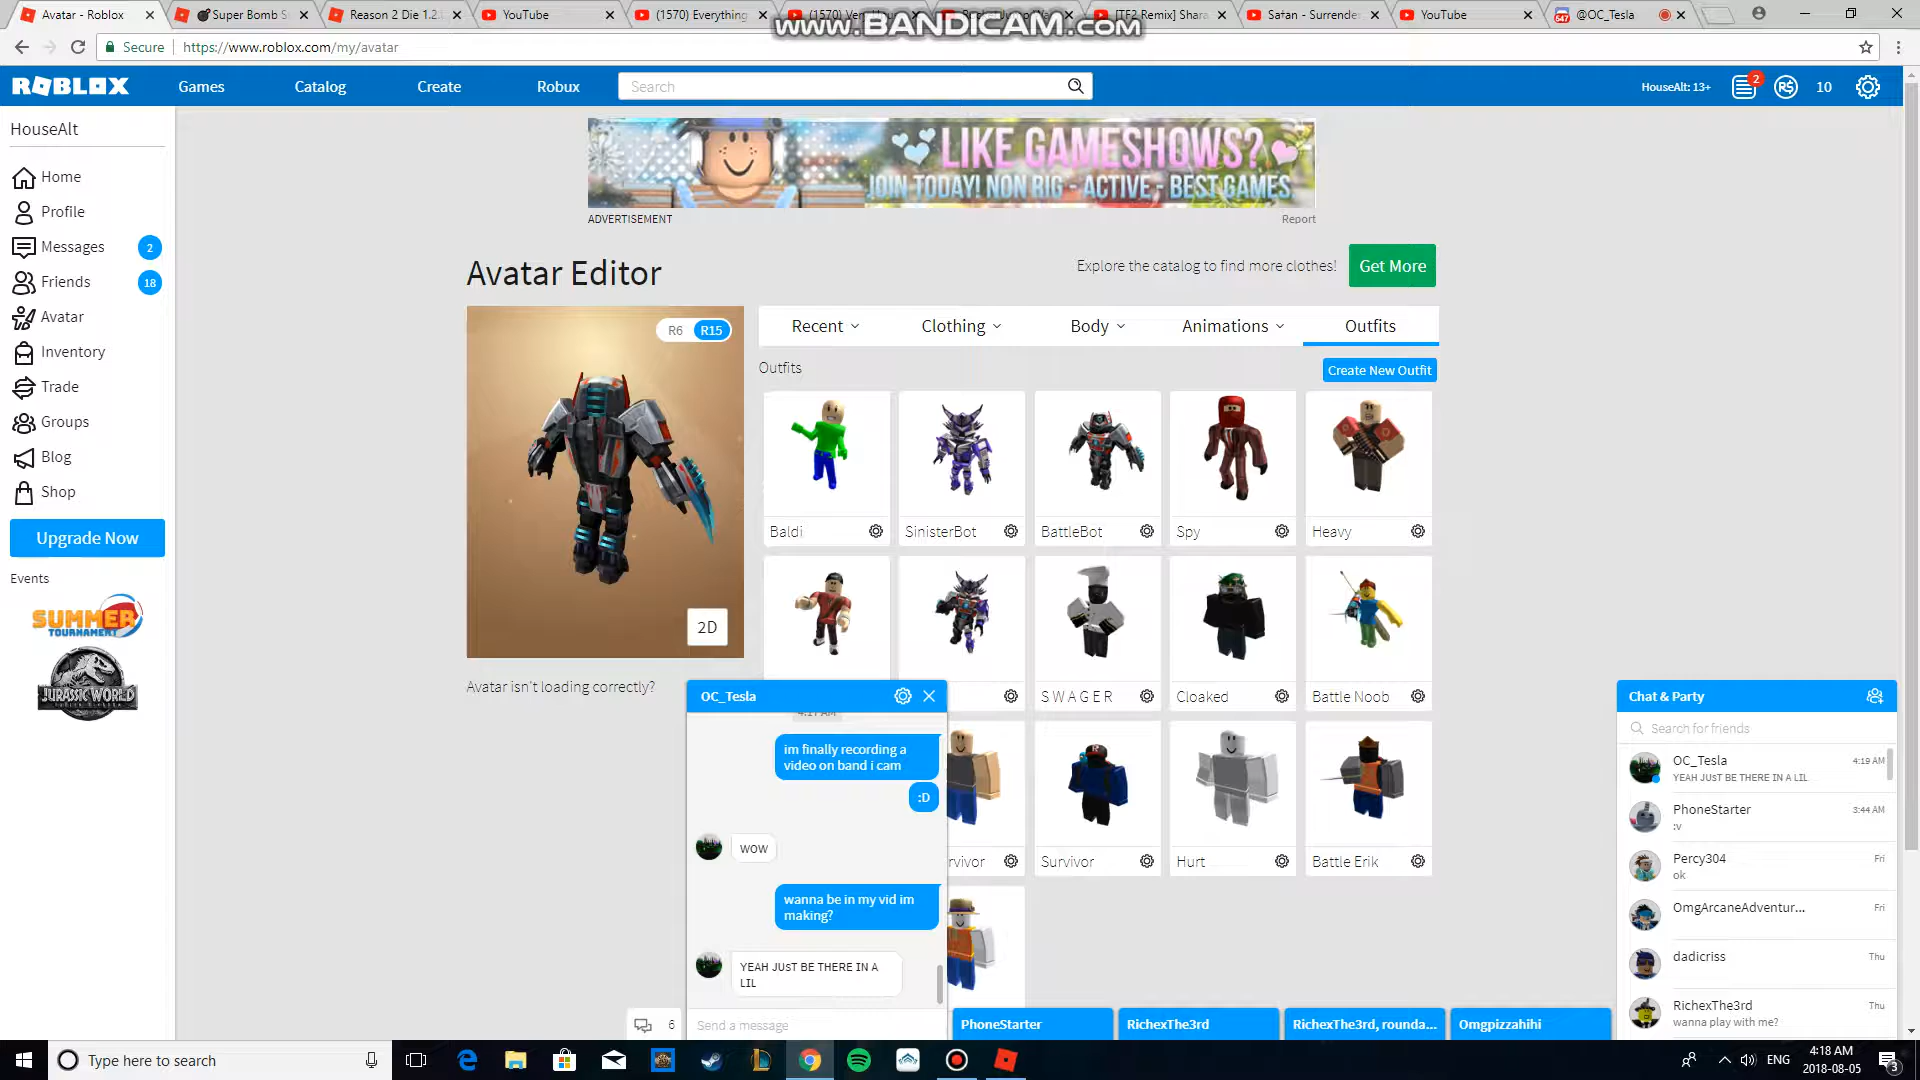 Avatar - Roblox
Super Bomb S
Reason 2 Die 1.2
YouTube
(1570) Everything
[TF2 Remix] Shara
Satan - Surrende
YouTube
@OC_Tesla
www.BANDICAM.com
Secure
https://www.roblox.com/my/avatar
ROBLOX
Games
Catalog
Create
Robux
Search
HouseAlt: 13+
2
R$
10
HouseAlt
Home
Profile
Messages
2
Friends
18
Avatar
Inventory
Trade
Groups
Blog
Shop
Upgrade Now
Events
SUMMER
TOURNAMENT
JURASSIC WORLD
LIKE GAMESHOWS?
JOIN TODAY! NON RIG - ACTIVE - BEST GAMES
ADVERTISEMENT
Report
Avatar Editor
Explore the catalog to find more clothes!
Get More
R6
R15
2D
Avatar isn't loading correctly?
Recent
Clothing
Body
Animations
Outfits
Outfits
Create New Outfit
Baldi
SinisterBot
BattleBot
Spy
Heavy
S W A G E R
Cloaked
Battle Noob
rvivor
Survivor
Hurt
Battle Erik
OC_Tesla
4:17 AM
im finally recording a
video on band i cam
:D
wow
wanna be in my vid im
making?
YEAH JUsT BE THERE IN A
LIL
Send a message
6
PhoneStarter
RichexThe3rd
RichexThe3rd, rounda...
Omgpizzahihi
Chat & Party
Search for friends
OC_Tesla
4:19 AM
YEAH JUsT BE THERE IN A LIL
PhoneStarter
3:44 AM
:v
Percy304
Fri
ok
OmgArcaneAdventur...
Fri
dadicriss
Thu
RichexThe3rd
Thu
wanna play with me?
Type here to search
ENG
4:18 AM
2018-08-05
3